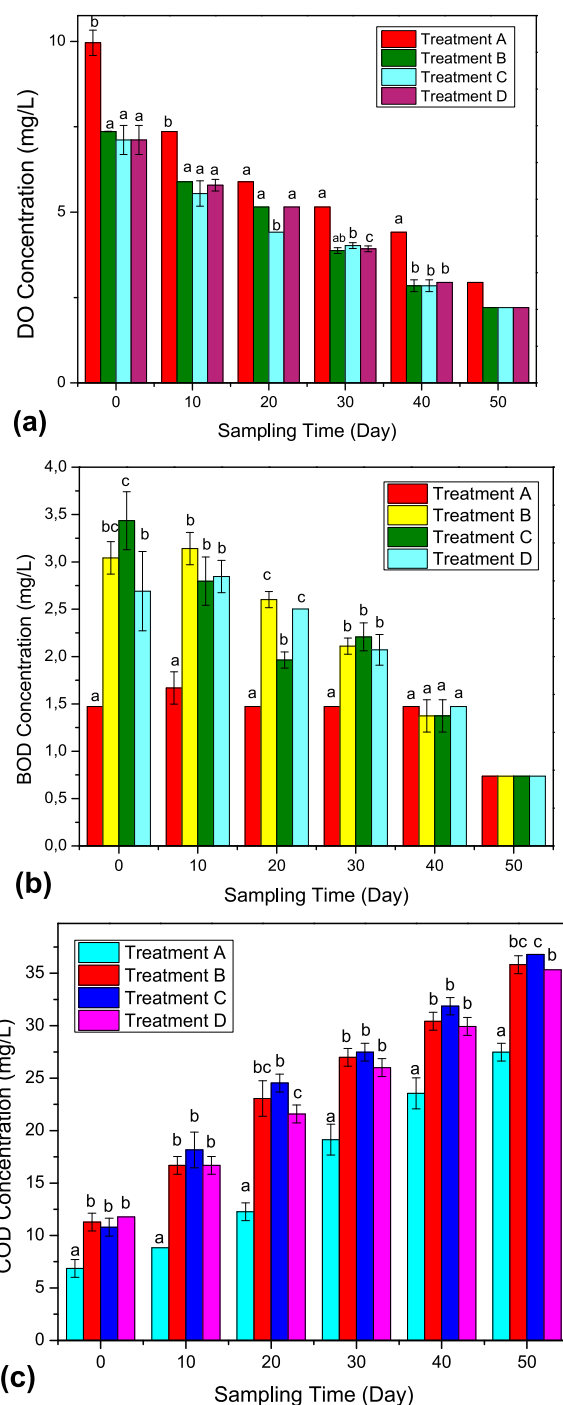 b
10
Treatment A
Treatment B
Treatment C
Treatment D
a a a b
a a a
a a a
b
a
ab b c
a
b b b
5
0
DO Concentration (mg/L)
0 10 20 30 40 50
Sampling Time (Day)
(a)
4,0
3,5
3,0
2,5
2,0
1,5
1,0
0,5
0,0
BOD Concentration (mg/L)
Treatment A
Treatment B
Treatment C
Treatment D
a bc c b
a b b b
a c b c
a b b b
a a a a
0 10 20 30 40 50
Sampling Time (Day)
(b)
35
30
25
20
15
10
5
0
COD Concentration (mg/L)
Treatment A
Treatment B
Treatment C
Treatment D
a b b b
a b b b
a bc b c
a b b b
a b b b
a bc c b
0 10 20 30 40 50
Sampling Time (Day)
(c)